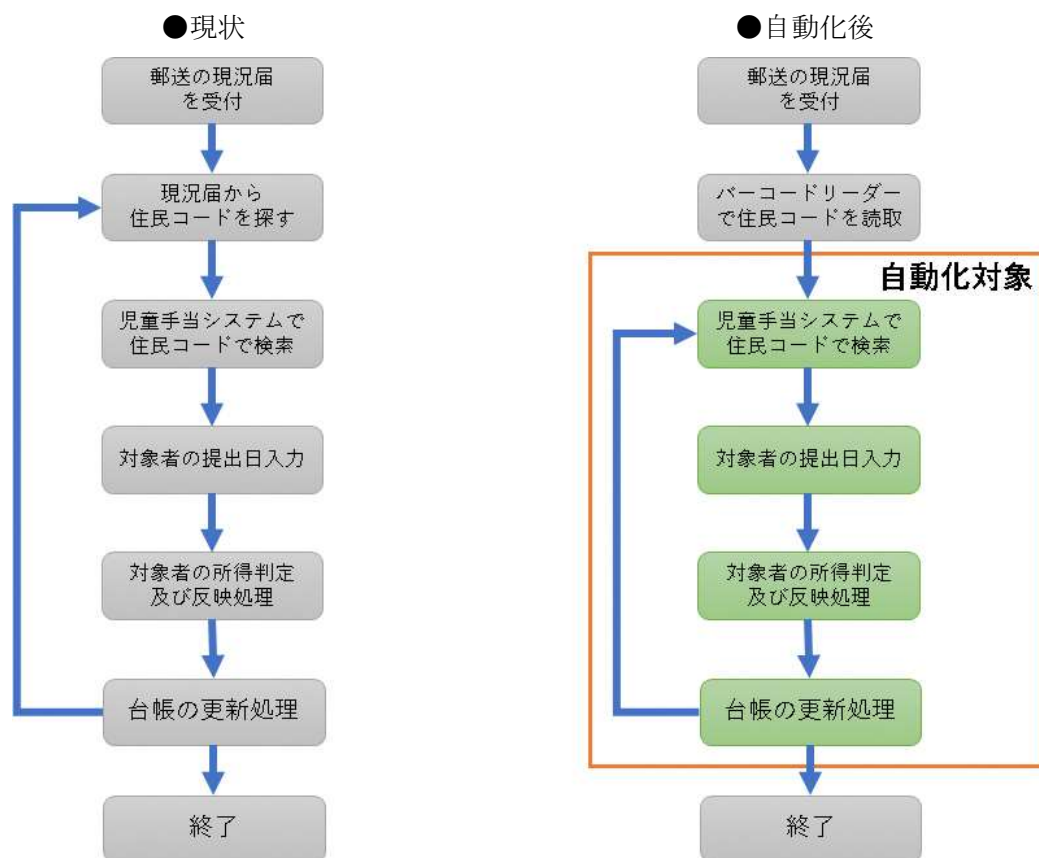 ●現状
郵送の現況届
を受付
現況届から
住民コードを探す
児童手当システムで
住民コードで検索
対象者の提出日入力
対象者の所得判定
及び反映処理
台帳の更新処理
終了
●自動化後
郵送の現況届
を受付
バーコードリーダー
で住民コードを読取
自動化対象
児童手当システムで
住民コードで検索
対象者の提出日入力
対象者の所得判定
及び反映処理
台帳の更新処理
終了